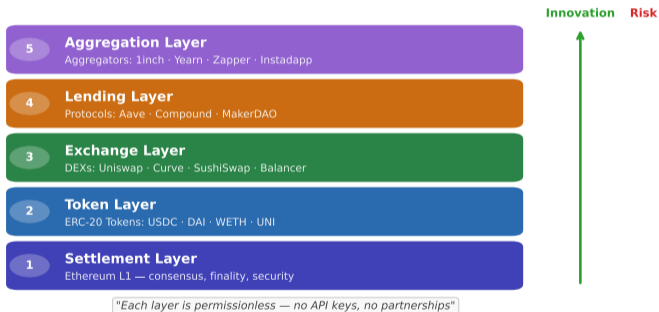 Innovation Risk
5
Aggregation Layer
Aggregators: 1inch · Yearn · Zapper · Instadapp
4
Lending Layer
Protocols: Aave · Compound · MakerDAO
3
Exchange Layer
DEXs: Uniswap · Curve · SushiSwap · Balancer
2
Token Layer
ERC-20 Tokens: USDC · DAI · WETH · UNI
1
Settlement Layer
Ethereum L1 — consensus, finality, security
"Each layer is permissionless — no API keys, no partnerships"